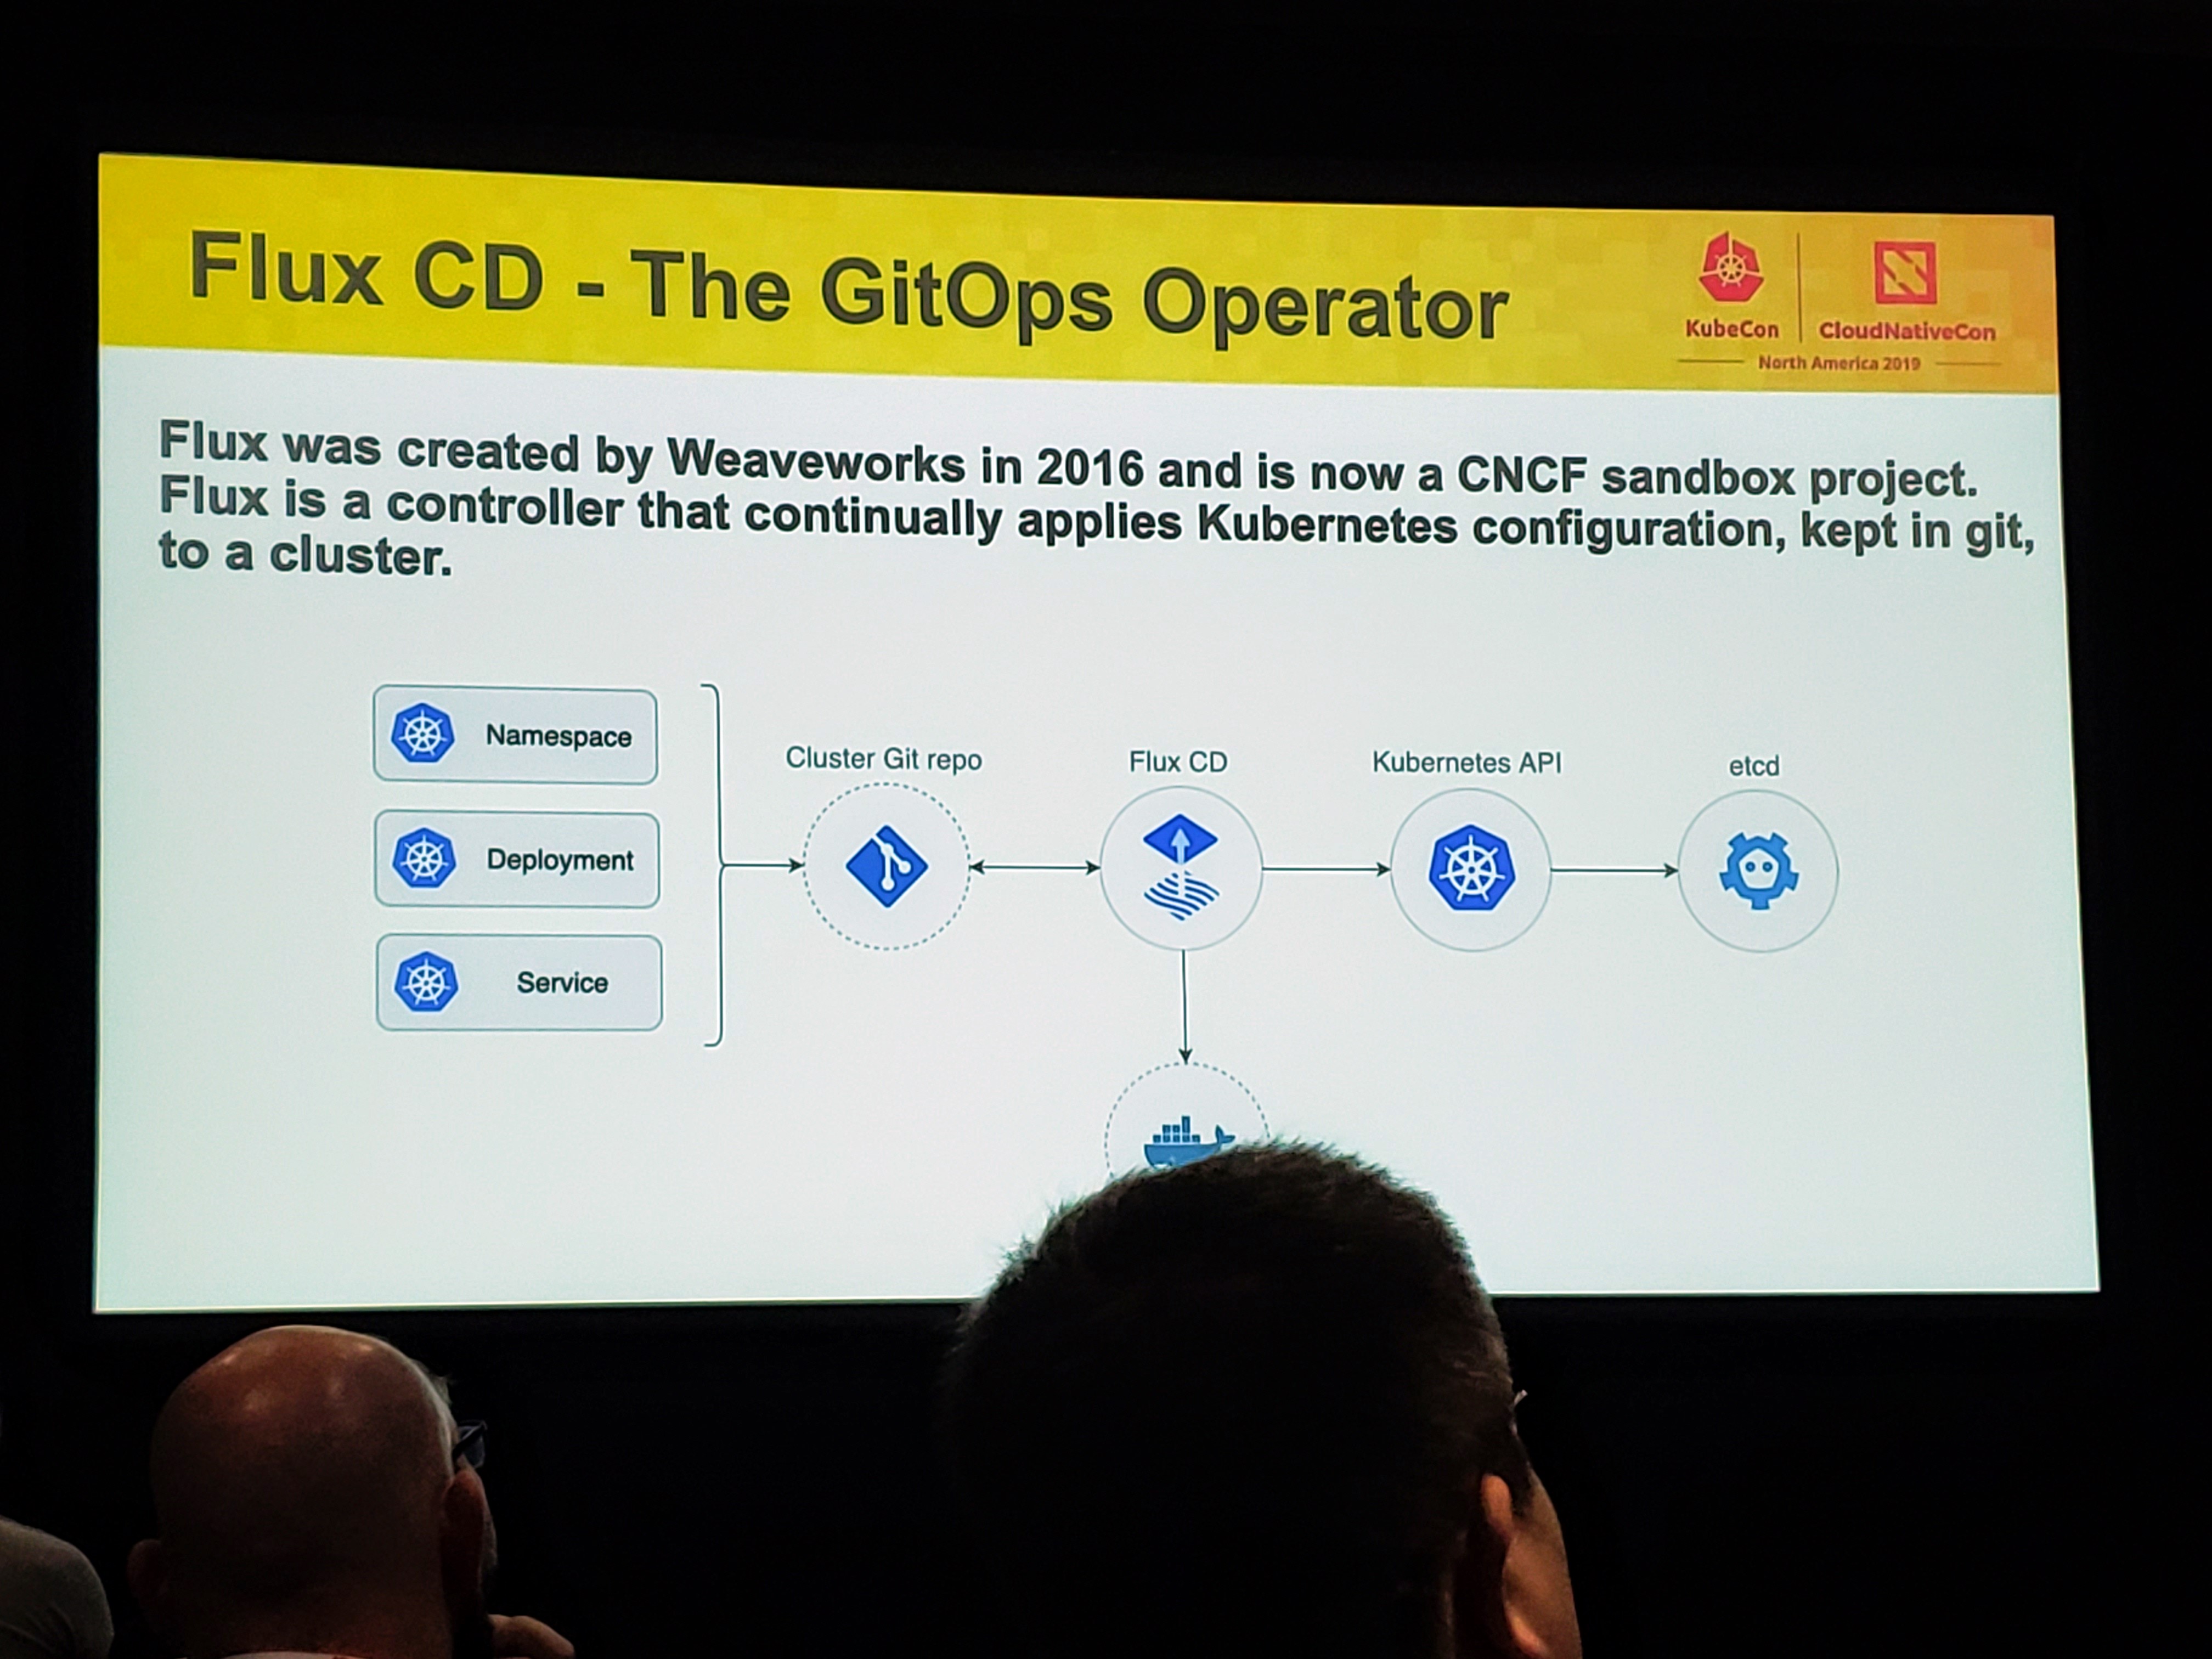 Flux CD - The GitOps Operator
KubeCon
CloudNativeCon
North America 2019
Flux was created by Weaveworks in 2016 and is now a CNCF sandbox project.
Flux is a controller that continually applies Kubernetes configuration, kept in git,
to a cluster.
Namespace
Deployment
Service
Cluster Git repo
Flux CD
Kubernetes API
etcd